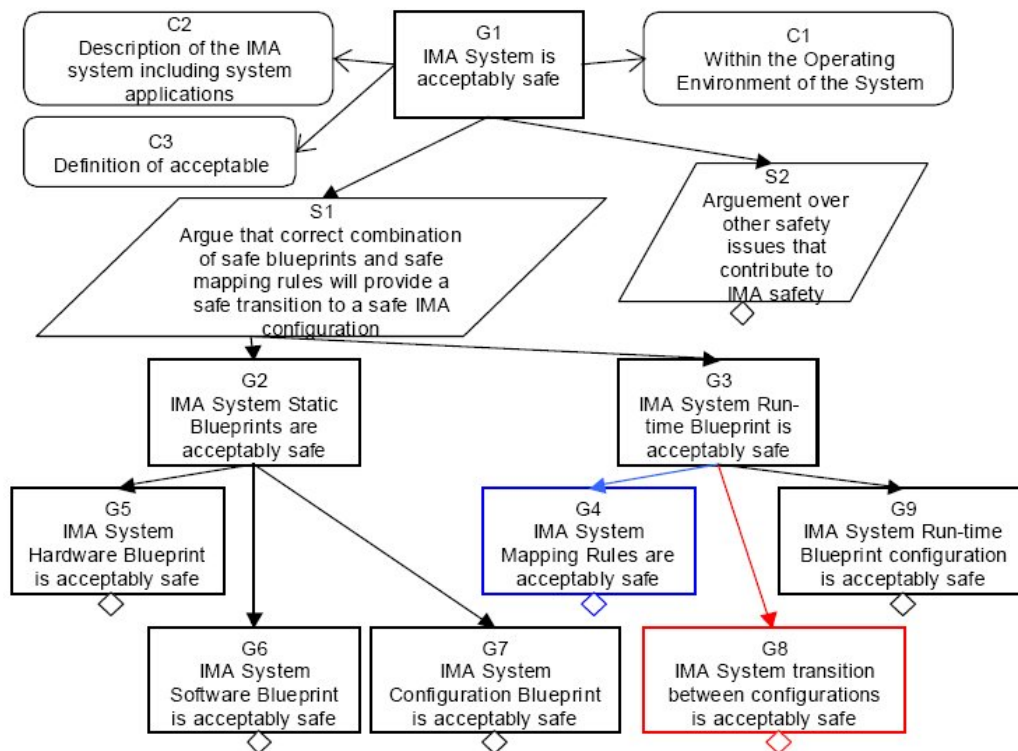 C2
Description of the IMA
system including system
applications
G1
IMA System is
acceptably safe
C1
Within the Operating
Environment of the System
C3
Definition of acceptable
S1
Argue that correct combination
of safe blueprints and safe
mapping rules will provide a
safe transition to a safe IMA
configuration
S2
Arguement over
other safety
issues that
contribute to
IMA safety
G2
IMA System Static
Blueprints are
acceptably safe
G3
IMA System Run-
time Blueprint is
acceptably safe
G5
IMA System
Hardware Blueprint
is acceptably safe
G4
IMA System
Mapping Rules are
acceptably safe
G9
IMA System Run-time
Blueprint configuration
is acceptably safe
G6
IMA System
Software Blueprint
is acceptably safe
G7
IMA System
Configuration Blueprint
is acceptably safe
G8
IMA System transition
between configurations
is acceptably safe